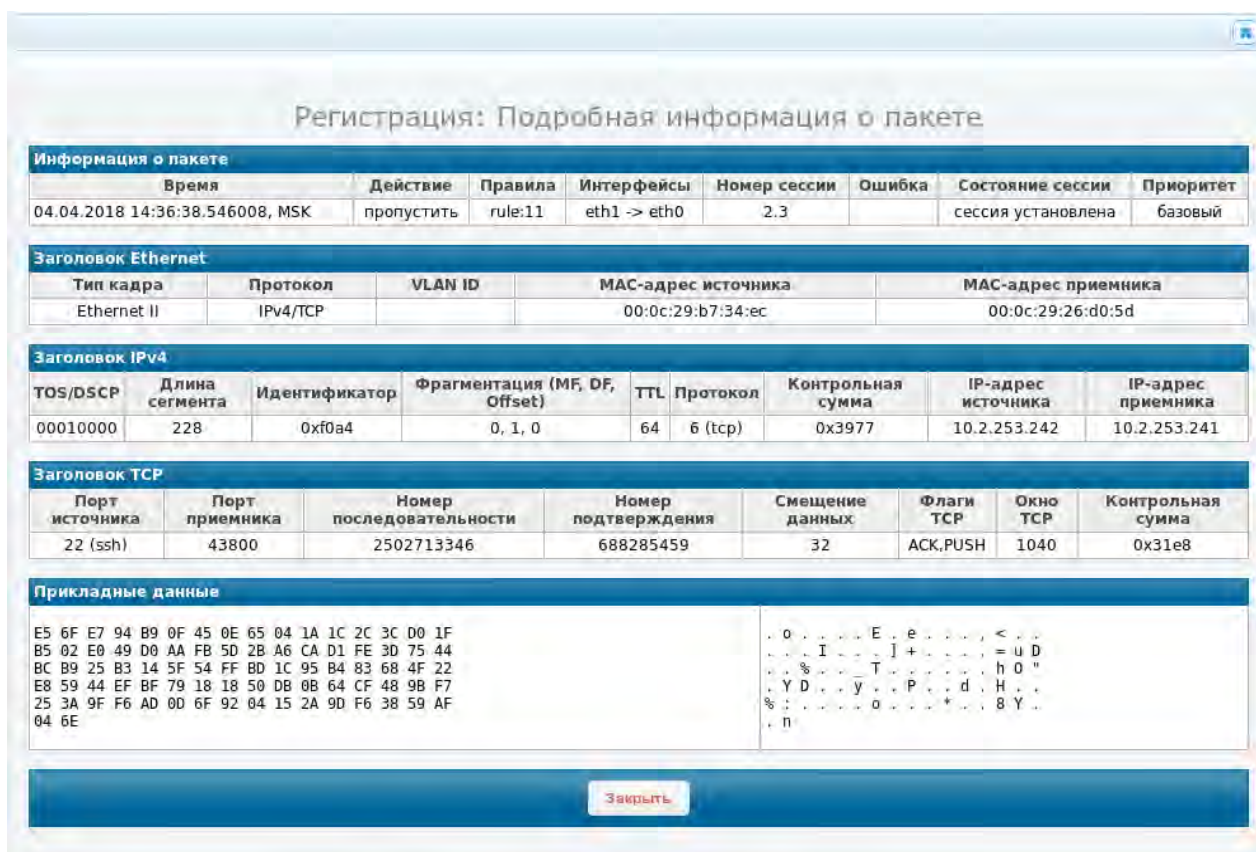 Регистрация: Подробная информация о пакете
Информация о пакете
Время Действие Правила Интерфейсы Номер сессии Ошибка Состояние сессии Приоритет
04.04.2018 14:36:38.546008, MSK пропустить rule:11 eth1 -> eth0 2.3 сессия установлена базовый
Заголовок Ethernet
Тип кадра Протокол VLAN ID MAC-адрес источника MAC-адрес приемника
Ethernet II IPv4/TCP 00:0c:29:b7:34:ec 00:0c:29:26:d0:5d
Заголовок IPv4
TOS/DSCP Длина сегмента Идентификатор Фрагментация (MF, DF, Offset) TTL Протокол Контрольная сумма IP-адрес источника IP-адрес приемника
00010000 228 0xf0a4 0, 1, 0 64 6 (tcp) 0x3977 10.2.253.242 10.2.253.241
Заголовок TCP
Порт источника Порт приемника Номер последовательности Номер подтверждения Смещение данных Флаги TCP Окно TCP Контрольная сумма
22 (ssh) 43800 2502713346 688285459 32 ACK,PUSH 1040 0x31e8
Прикладные данные
E5 6F E7 94 B9 0F 45 0E 65 04 1A 1C 2C 3C D0 1F . o . . . . E . e . . . , < . .
B5 02 E0 49 D0 AA FB 5D 2B A6 CA D1 FE 3D 75 44 . . . I . . . ] + . . . . = u D
BC B9 25 B3 14 5F 54 FF BD 1C 95 B4 83 68 4F 22 . . % . . _ T . . . . . . h O "
E8 59 44 EF BF 79 18 18 50 DB 0B 64 CF 48 9B F7 . Y D . . y . . P . . d . H . .
25 3A 9F F6 AD 0D 6F 92 04 15 2A 9D F6 38 59 AF % : . . . . o . . . * . . 8 Y .
04 6E . n
Закрыть